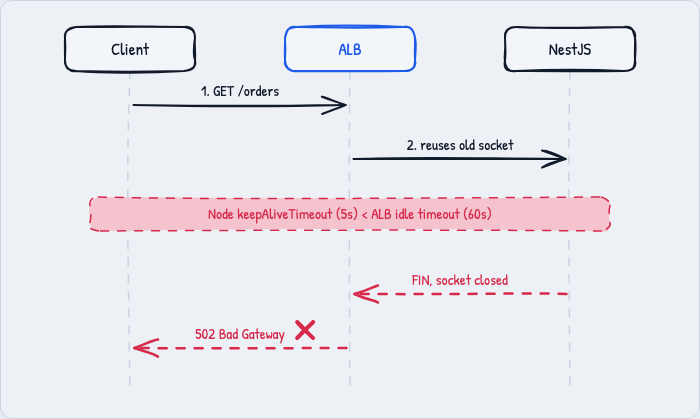 Client
ALB
NestJS
1. GET /orders
2. reuses old socket
Node keepAliveTimeout (5s) < ALB idle timeout (60s)
FIN, socket closed
502 Bad Gateway